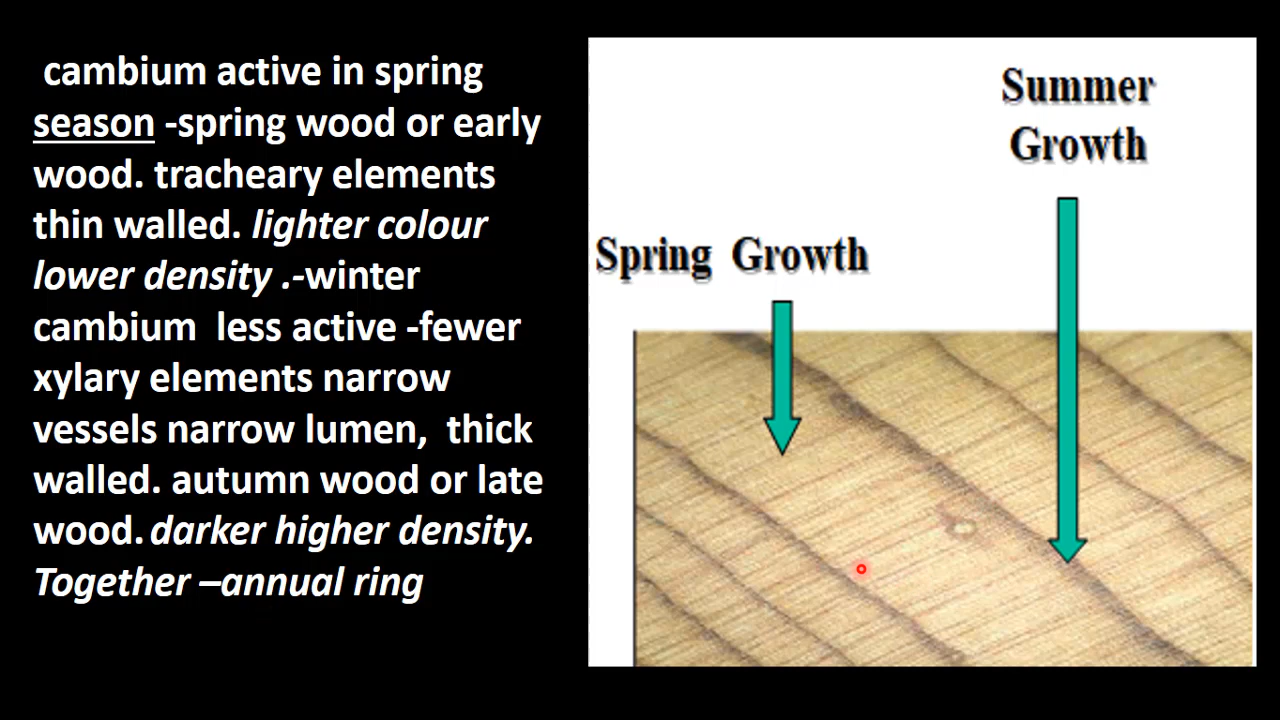 cambium active in spring
season -spring wood or early
wood. tracheary elements
thin walled. lighter colour
lower density .-winter
cambium less active -fewer
xylary elements narrow
vessels narrow lumen, thick
walled. autumn wood or late
wood. darker higher density.
Together –annual ring
Summer
Growth
Spring Growth